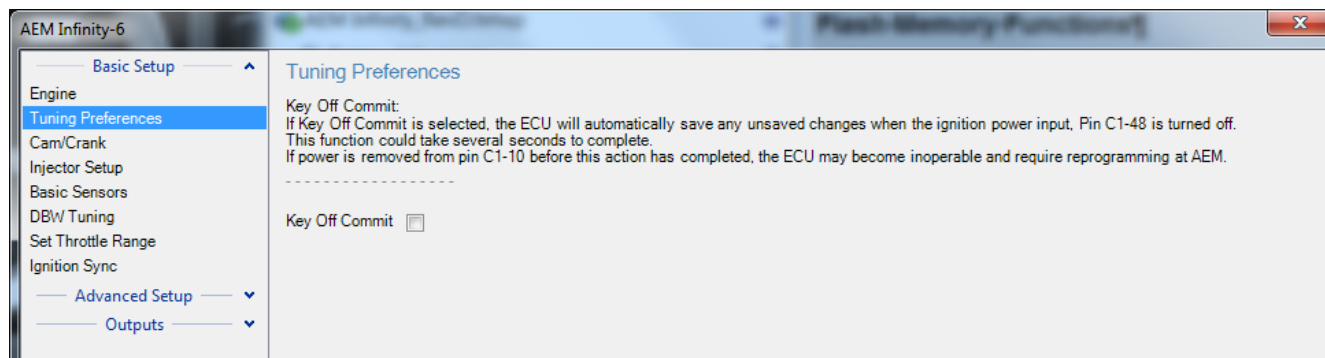 AEM Infinity-6
Flash Memory Functions
Basic Setup
Engine
Tuning Preferences
Cam/Crank
Injector Setup
Basic Sensors
DBW Tuning
Set Throttle Range
Ignition Sync
Advanced Setup
Outputs
Tuning Preferences
Key Off Commit:
If Key Off Commit is selected, the ECU will automatically save any unsaved changes when the ignition power input, Pin C1-48 is turned off.
This function could take several seconds to complete.
If power is removed from pin C1-10 before this action has completed, the ECU may become inoperable and require reprogramming at AEM.
- - - - - - - - - - - - - - - - - -
Key Off Commit